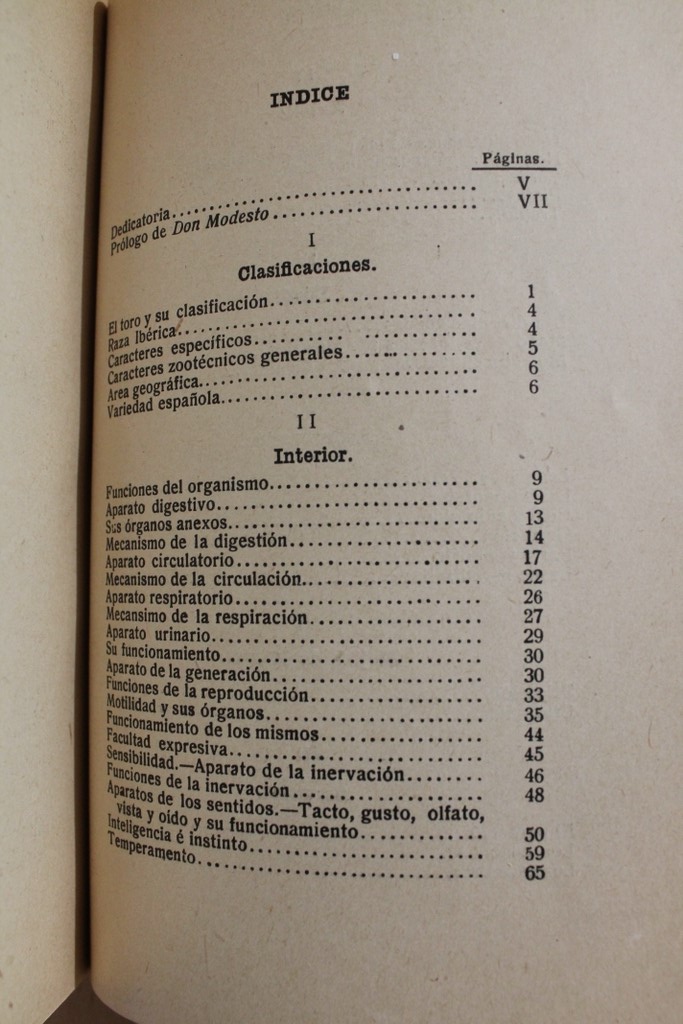 INDICE
Páginas.
Dedicatoria........................ V
Prólogo de Don Modesto........................ VII
I
Clasificaciones.
El toro y su clasificación........................ 1
Raza Ibérica........................ 4
Caracteres específicos........................ 4
Caracteres zootécnicos generales........................ 5
Area geográfica........................ 6
Variedad española........................ 6
II
Interior.
Funciones del organismo........................ 9
Aparato digestivo........................ 9
Sus órganos anexos........................ 13
Mecanismo de la digestión........................ 14
Aparato circulatorio........................ 17
Mecanismo de la circulación........................ 22
Aparato respiratorio........................ 26
Mecansimo de la respiración........................ 27
Aparato urinario........................ 29
Su funcionamiento........................ 30
Aparato de la generación........................ 30
Funciones de la reproducción........................ 33
Motilidad y sus órganos........................ 35
Funcionamiento de los mismos........................ 44
Facultad expresiva........................ 45
Sensibilidad.—Aparato de la inervación........ 46
Funciones de la inervación........................ 48
Aparatos de los sentidos.—Tacto, gusto, olfato,
vista y oído y su funcionamiento............ 50
Inteligencia é instinto........................ 59
Temperamento........................ 65